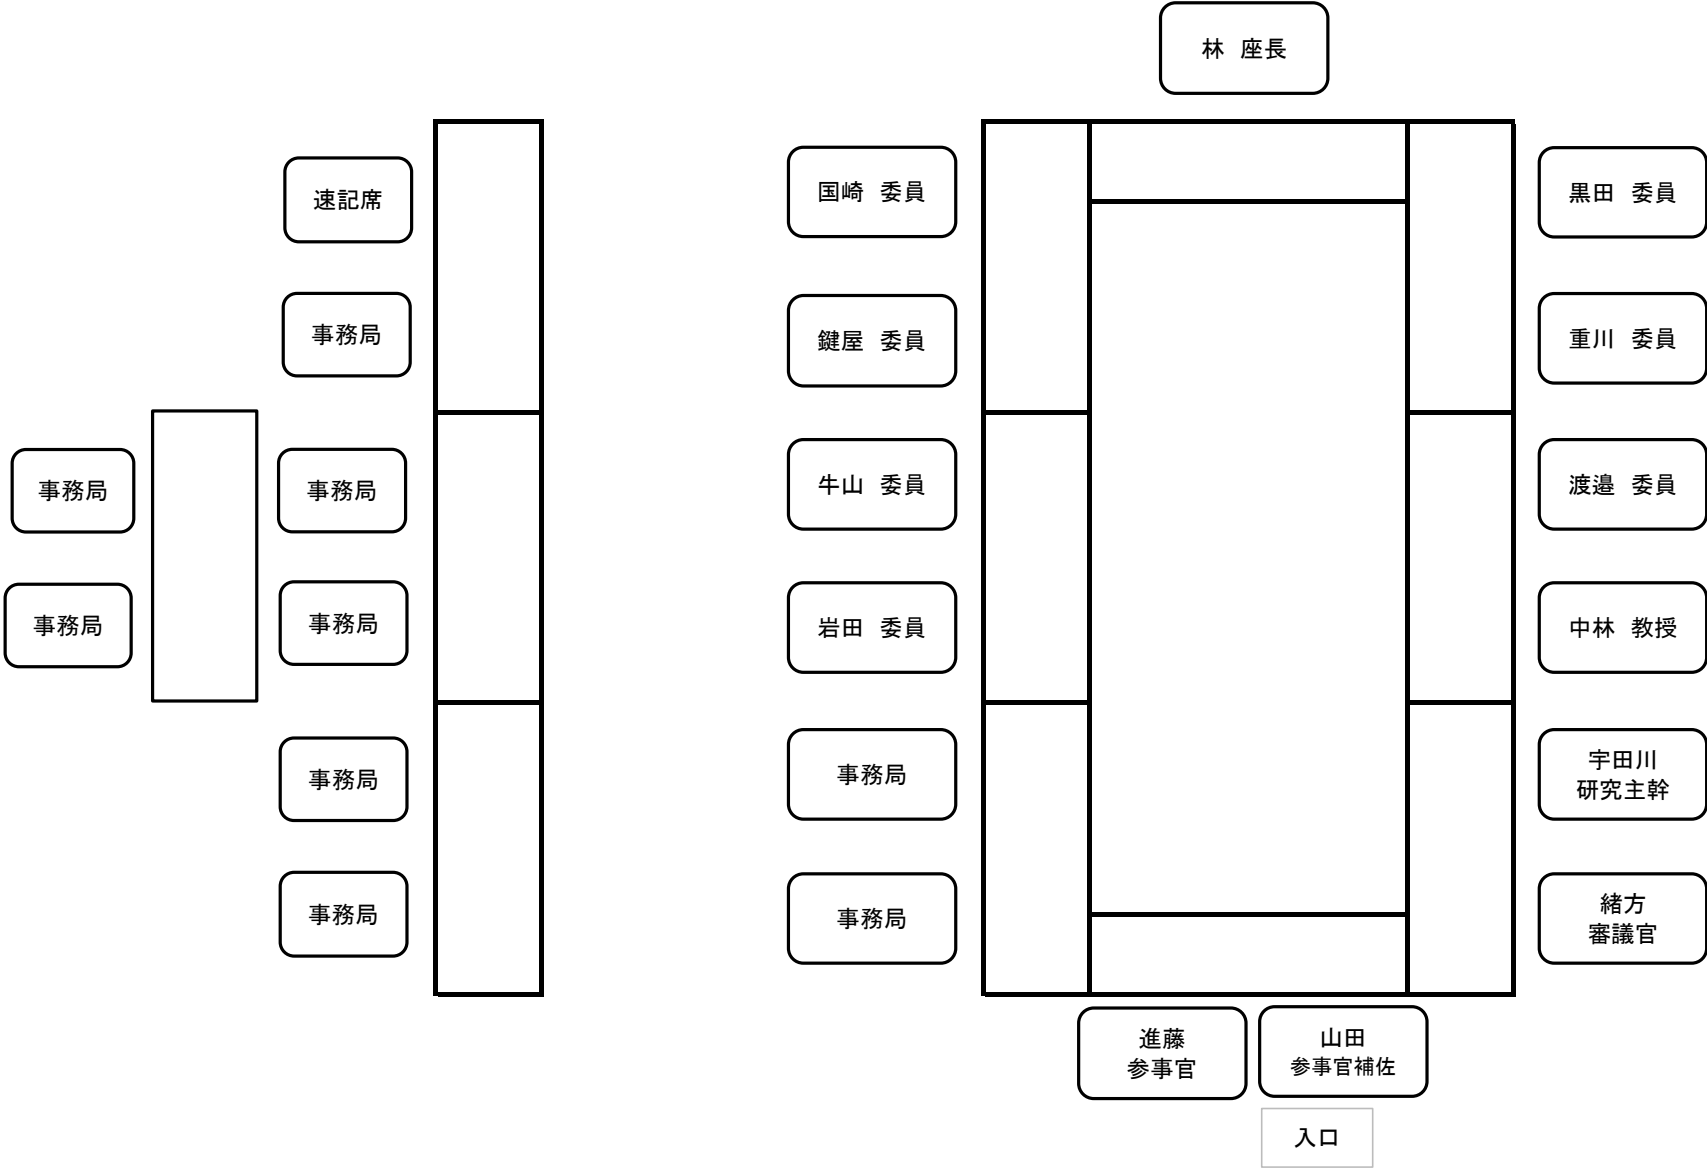 林 座長
速記席
事務局
事務局
事務局
事務局
事務局
事務局
事務局
国崎 委員
鍵屋 委員
牛山 委員
岩田 委員
事務局
事務局
黒田 委員
重川 委員
渡邉 委員
中林 教授
宇田川
研究主幹
緒方
審議官
進藤
参事官
山田
参事官補佐
入口